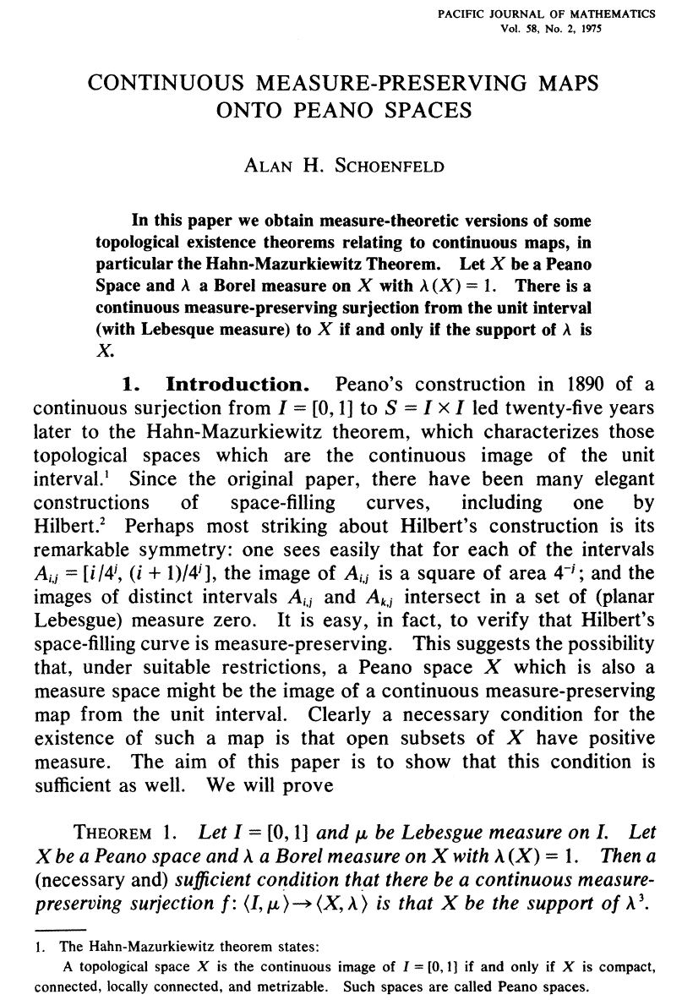 PACIFIC JOURNAL OF MATHEMATICS
Vol. 58, No. 2, 1975
CONTINUOUS MEASURE-PRESERVING MAPS
ONTO PEANO SPACES
ALAN H. SCHOENFELD
In this paper we obtain measure-theoretic versions of some
topological existence theorems relating to continuous maps, in
particular the Hahn-Mazurkiewitz Theorem. Let X be a Peano
Space and λ a Borel measure on X with λ(X) = 1. There is a
continuous measure-preserving surjection from the unit interval
(with Lebesque measure) to X if and only if the support of λ is
X.
1. Introduction. Peano's construction in 1890 of a
continuous surjection from I = [0, 1] to S = I × I led twenty-five years
later to the Hahn-Mazurkiewitz theorem, which characterizes those
topological spaces which are the continuous image of the unit
interval.¹ Since the original paper, there have been many elegant
constructions of space-filling curves, including one by
Hilbert.² Perhaps most striking about Hilbert's construction is its
remarkable symmetry: one sees easily that for each of the intervals
A_{i,j} = [i/4^j, (i + 1)/4^j], the image of A_{i,j} is a square of area 4^{-i}; and the
images of distinct intervals A_{i,j} and A_{k,j} intersect in a set of (planar
Lebesgue) measure zero. It is easy, in fact, to verify that Hilbert's
space-filling curve is measure-preserving. This suggests the possibility
that, under suitable restrictions, a Peano space X which is also a
measure space might be the image of a continuous measure-preserving
map from the unit interval. Clearly a necessary condition for the
existence of such a map is that open subsets of X have positive
measure. The aim of this paper is to show that this condition is
sufficient as well. We will prove
THEOREM 1. Let I = [0, 1] and μ be Lebesgue measure on I. Let
X be a Peano space and λ a Borel measure on X with λ(X) = 1. Then a
(necessary and) sufficient condition that there be a continuous measure-
preserving surjection f: ⟨I, μ⟩→⟨X, λ⟩ is that X be the support of λ³.
1. The Hahn-Mazurkiewitz theorem states:
A topological space X is the continuous image of I = [0, 1] if and only if X is compact,
connected, locally connected, and metrizable. Such spaces are called Peano spaces.